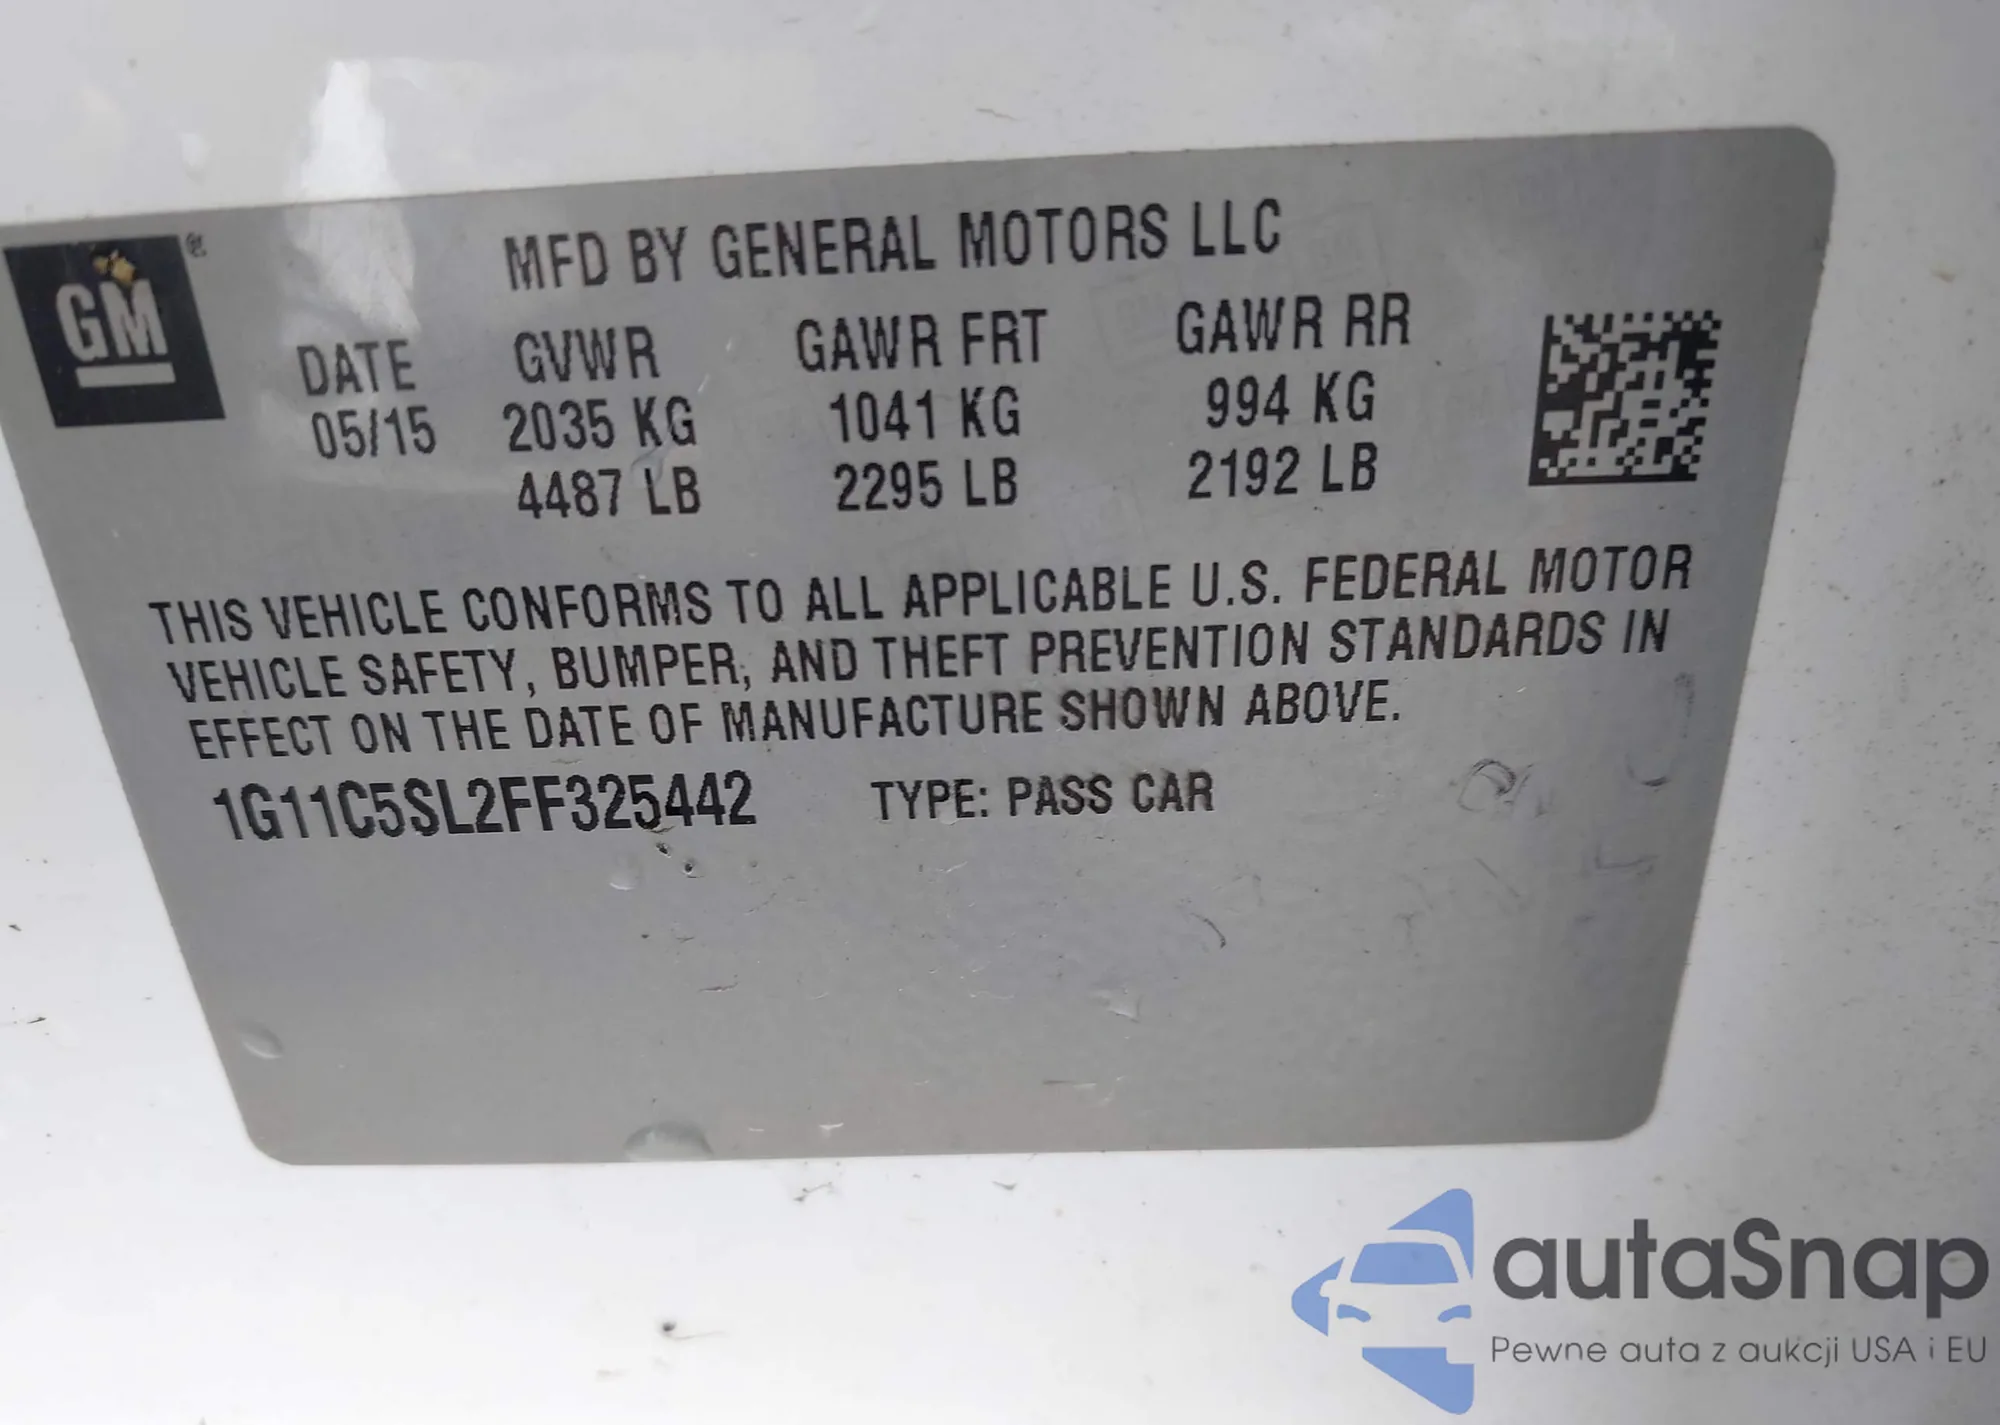 GM®
MFD BY GENERAL MOTORS LLC
DATE GVWR GAWR FRT GAWR RR
05/15 2035 KG 1041 KG 994 KG
4487 LB 2295 LB 2192 LB
THIS VEHICLE CONFORMS TO ALL APPLICABLE U.S. FEDERAL MOTOR
VEHICLE SAFETY, BUMPER, AND THEFT PREVENTION STANDARDS IN
EFFECT ON THE DATE OF MANUFACTURE SHOWN ABOVE.
1G11C5SL2FF325442 TYPE: PASS CAR
autaSnap
Pewne auta z aukcji USA i EU